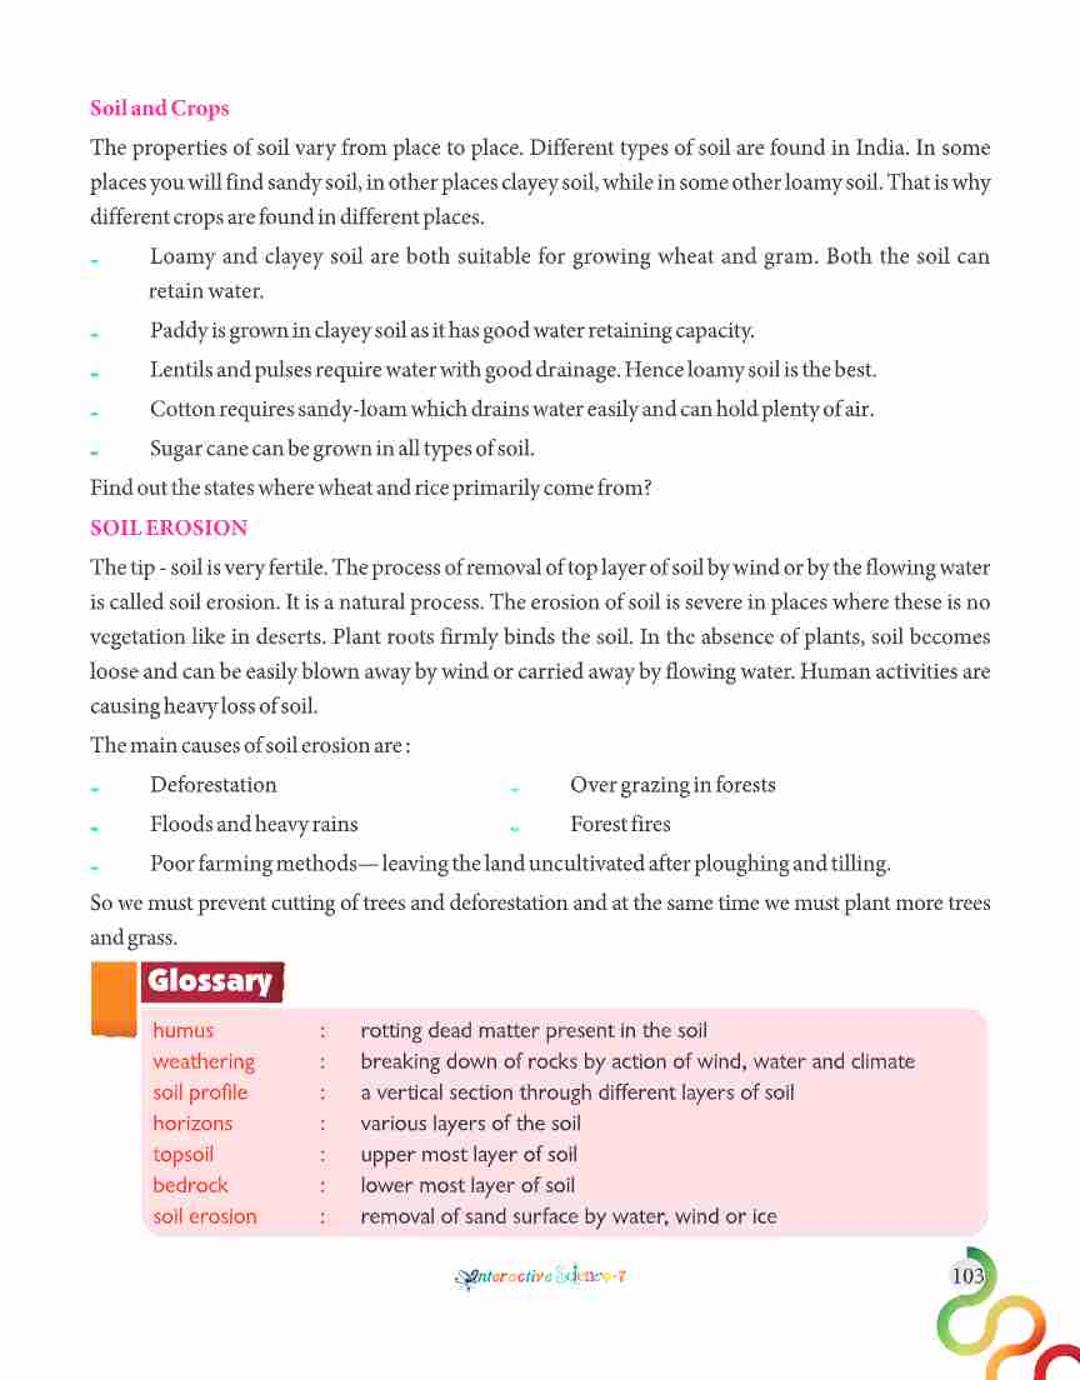 Soil and Crops
The properties of soil vary from place to place. Different types of soil are found in India. In some
places you will find sandy soil, in other places clayey soil, while in some other loamy soil. That is why
different crops are found in different places.
- Loamy and clayey soil are both suitable for growing wheat and gram. Both the soil can
retain water.
- Paddy is grown in clayey soil as it has good water retaining capacity.
- Lentils and pulses require water with good drainage. Hence loamy soil is the best.
- Cotton requires sandy-loam which drains water easily and can hold plenty of air.
- Sugar cane can be grown in all types of soil.
Find out the states where wheat and rice primarily come from?
SOIL EROSION
The tip - soil is very fertile. The process of removal of top layer of soil by wind or by the flowing water
is called soil erosion. It is a natural process. The erosion of soil is severe in places where these is no
vegetation like in deserts. Plant roots firmly binds the soil. In the absence of plants, soil becomes
loose and can be easily blown away by wind or carried away by flowing water. Human activities are
causing heavy loss of soil.
The main causes of soil erosion are :
- Deforestation - Over grazing in forests
- Floods and heavy rains - Forest fires
- Poor farming methods— leaving the land uncultivated after ploughing and tilling.
So we must prevent cutting of trees and deforestation and at the same time we must plant more trees
and grass.
Glossary
humus : rotting dead matter present in the soil
weathering : breaking down of rocks by action of wind, water and climate
soil profile : a vertical section through different layers of soil
horizons : various layers of the soil
topsoil : upper most layer of soil
bedrock : lower most layer of soil
soil erosion : removal of sand surface by water, wind or ice
Interactive Science-7
103